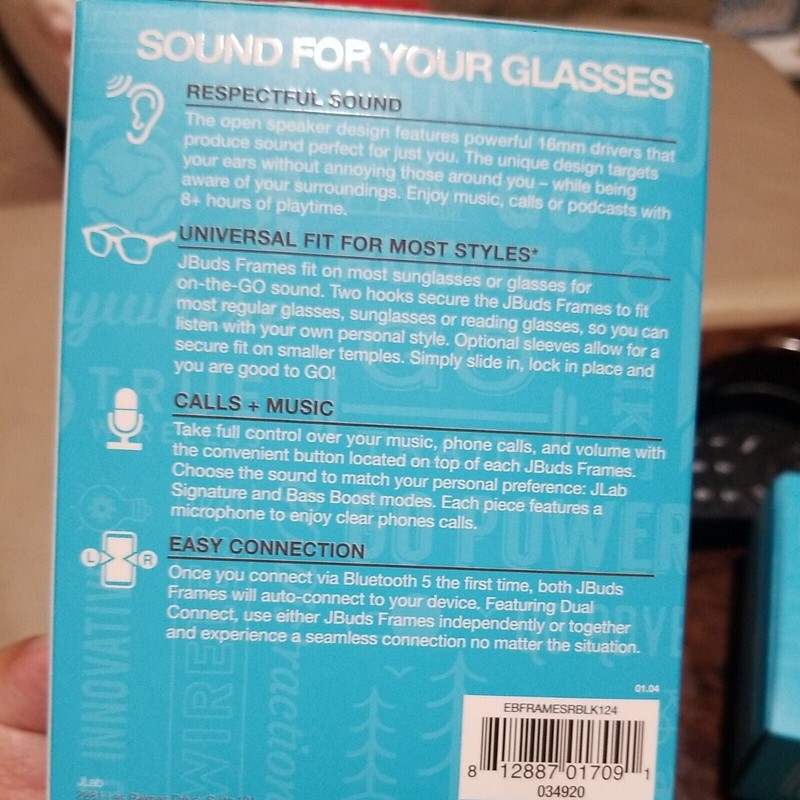 SOUND FOR YOUR GLASSES
RESPECTFUL SOUND
The open speaker design features powerful 16mm drivers that
produce sound perfect for just you. The unique design targets
your ears without annoying those around you – while being
aware of your surroundings. Enjoy music, calls or podcasts with
8+ hours of playtime.
UNIVERSAL FIT FOR MOST STYLES*
JBuds Frames fit on most sunglasses or glasses for
on-the-GO sound. Two hooks secure the JBuds Frames to fit
most regular glasses, sunglasses or reading glasses, so you can
listen with your own personal style. Optional sleeves allow for a
secure fit on smaller temples. Simply slide in, lock in place and
you are good to GO!
CALLS + MUSIC
Take full control over your music, phone calls, and volume with
the convenient button located on top of each JBuds Frames.
Choose the sound to match your personal preference: JLab
Signature and Bass Boost modes. Each piece features a
microphone to enjoy clear phones calls.
EASY CONNECTION
L R
Once you connect via Bluetooth 5 the first time, both JBuds
Frames will auto-connect to your device. Featuring Dual
Connect, use either JBuds Frames independently or together
and experience a seamless connection no matter the situation.
01.04
EBFRAMESRBLK124
8 12887 01709 1
034920
JLab
INNOVATIV
WIRE
POWER